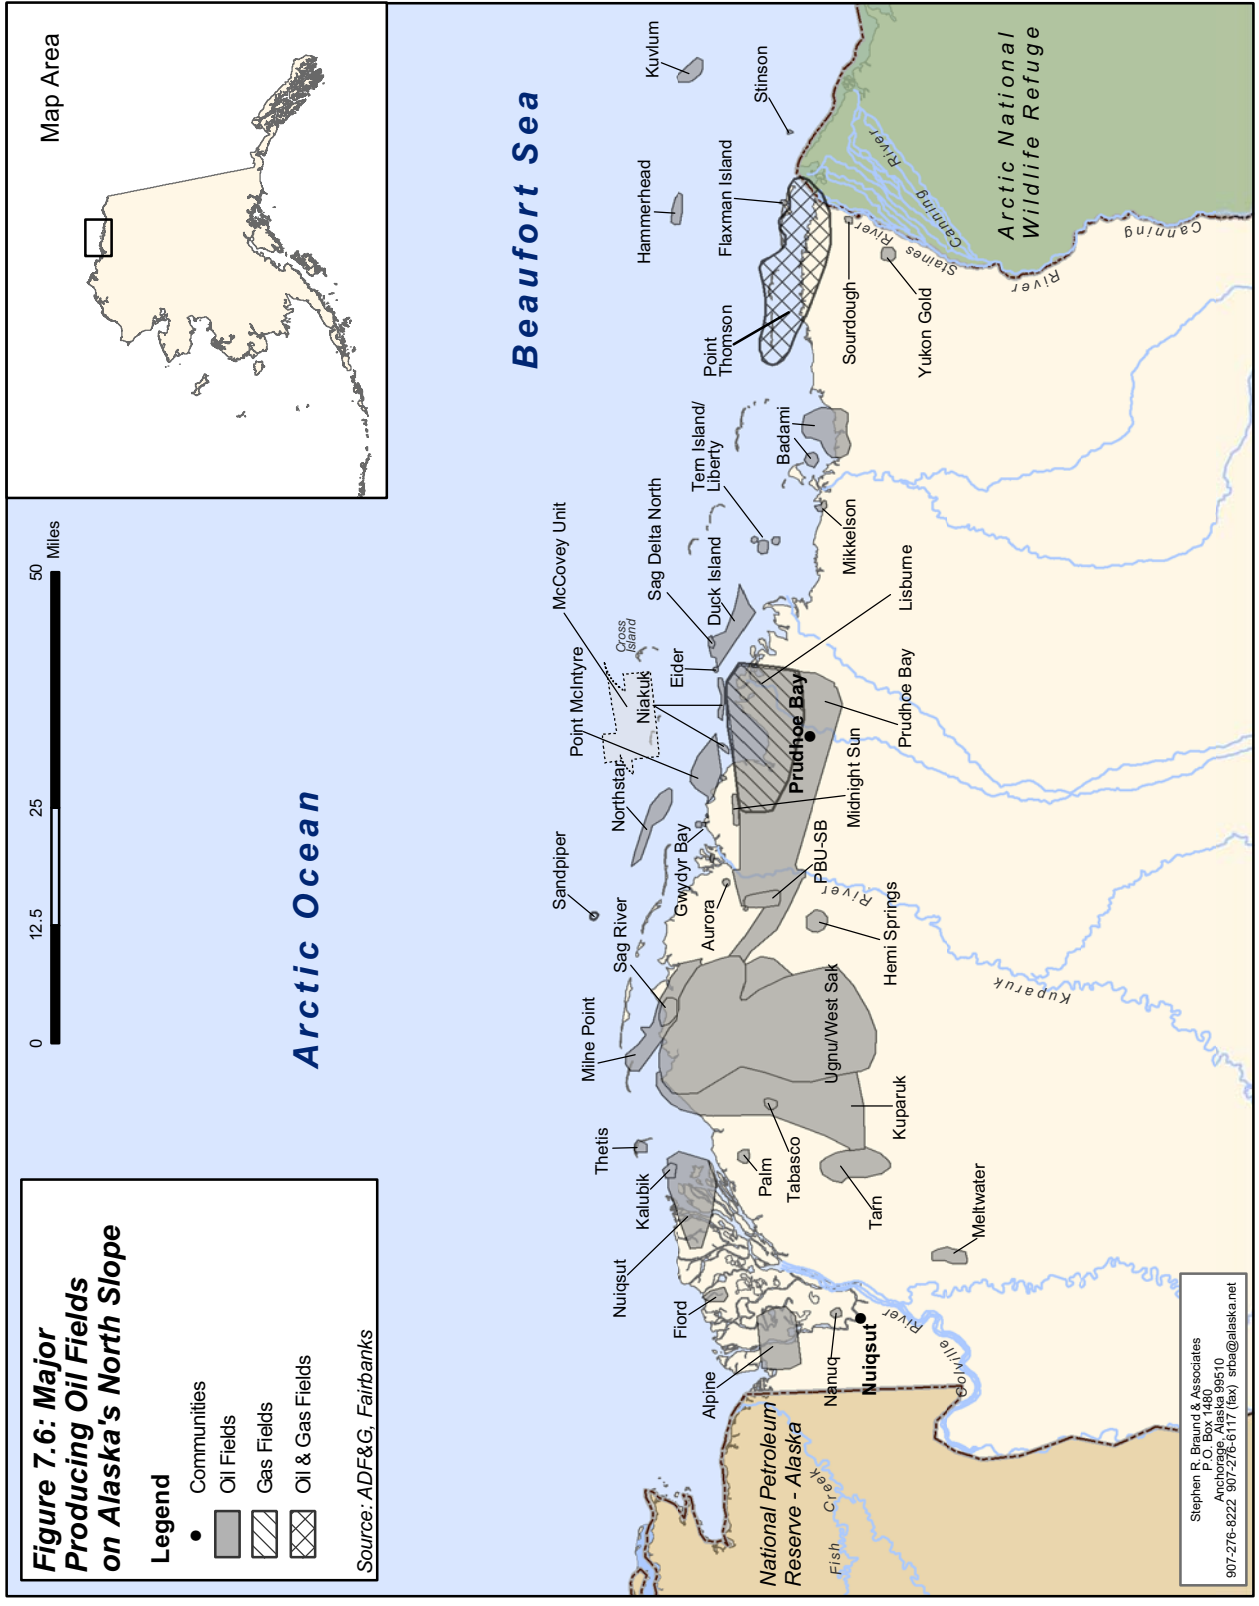 Figure 7.6: Major
Producing Oil Fields
on Alaska's North Slope
Legend
Communities
Oil Fields
Gas Fields
Oil & Gas Fields
Source: ADF&G, Fairbanks
0
12.5
25
50
Miles
Map Area
Arctic Ocean
Beaufort Sea
Kuvlum
Stinson
Hammerhead
Flaxman Island
Point
Thomson
Sourdough
Yukon Gold
Staines
River
Canning
River
Canning
River
Arctic National
Wildlife Refuge
Tern Island/
Liberty
Badami
Mikkelson
McCovey Unit
Cross
Island
Sag Delta North
Duck Island
Eider
Niakuk
Point McIntyre
Northstar
Lisburne
Prudhoe Bay
Prudhoe Bay
Midnight Sun
Sandpiper
Gwydyr Bay
Aurora
PBU-SB
Sag River
Hemi Springs
Kuparuk
River
Milne Point
Ugnu/West Sak
Kuparuk
Thetis
Kalubik
Palm
Tabasco
Tarn
Meltwater
Nuiqsut
Fiord
Alpine
Nanuq
Nuiqsut
Colville
River
National Petroleum
Reserve - Alaska
Fish
Creek
Stephen R. Braund & Associates
P.O. Box 1480
Anchorage, Alaska 99510
907-276-8222 907-276-6117 (fax) srba@alaska.net